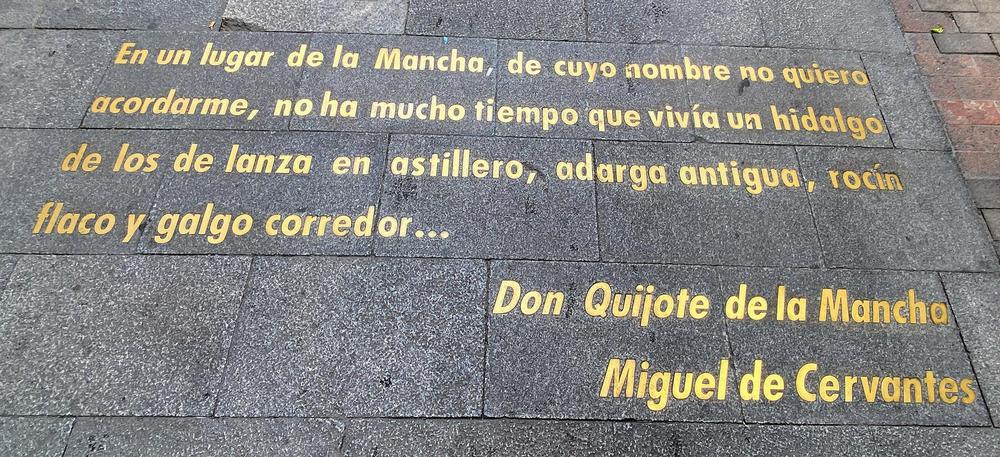 En un lugar de la Mancha, de cuyo nombre no quiero
acordarme, no ha mucho tiempo que vivía un hidalgo
de los de lanza en astillero, adarga antigua, rocín
flaco y galgo corredor...
Don Quijote de la Mancha
Miguel de Cervantes